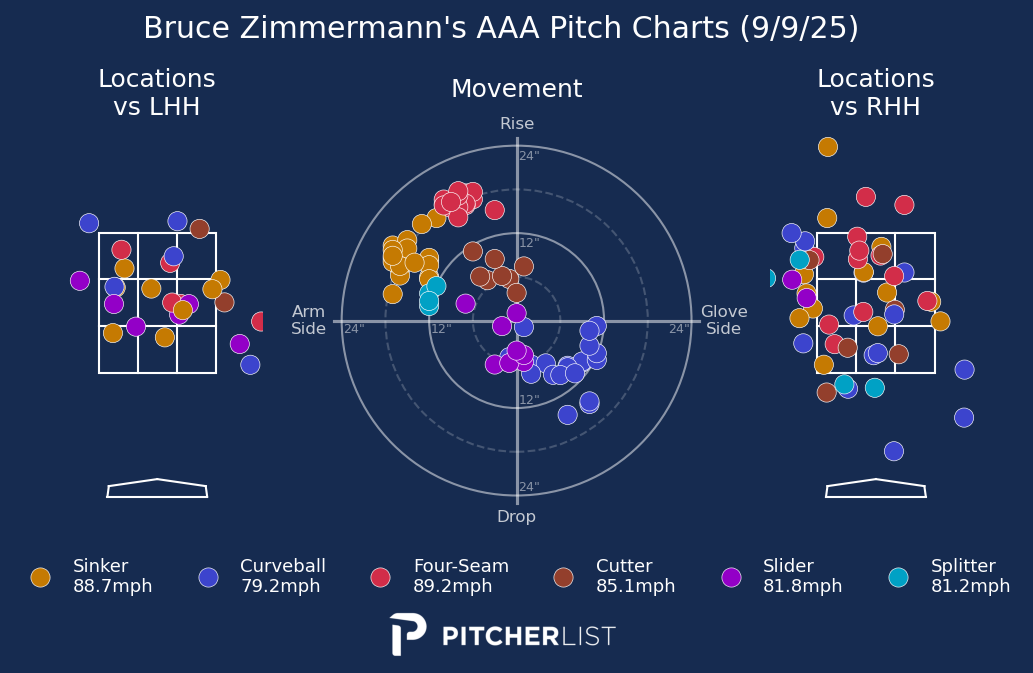 Bruce Zimmermann's AAA Pitch Charts (9/9/25)
Locations
vs LHH
Movement
Locations
vs RHH
Rise
24"
12"
Arm
Side
24"
12"
24"
Glove
Side
12"
24"
Drop
Sinker
88.7mph
Curveball
79.2mph
Four-Seam
89.2mph
Cutter
85.1mph
Slider
81.8mph
Splitter
81.2mph
PITCHERLIST